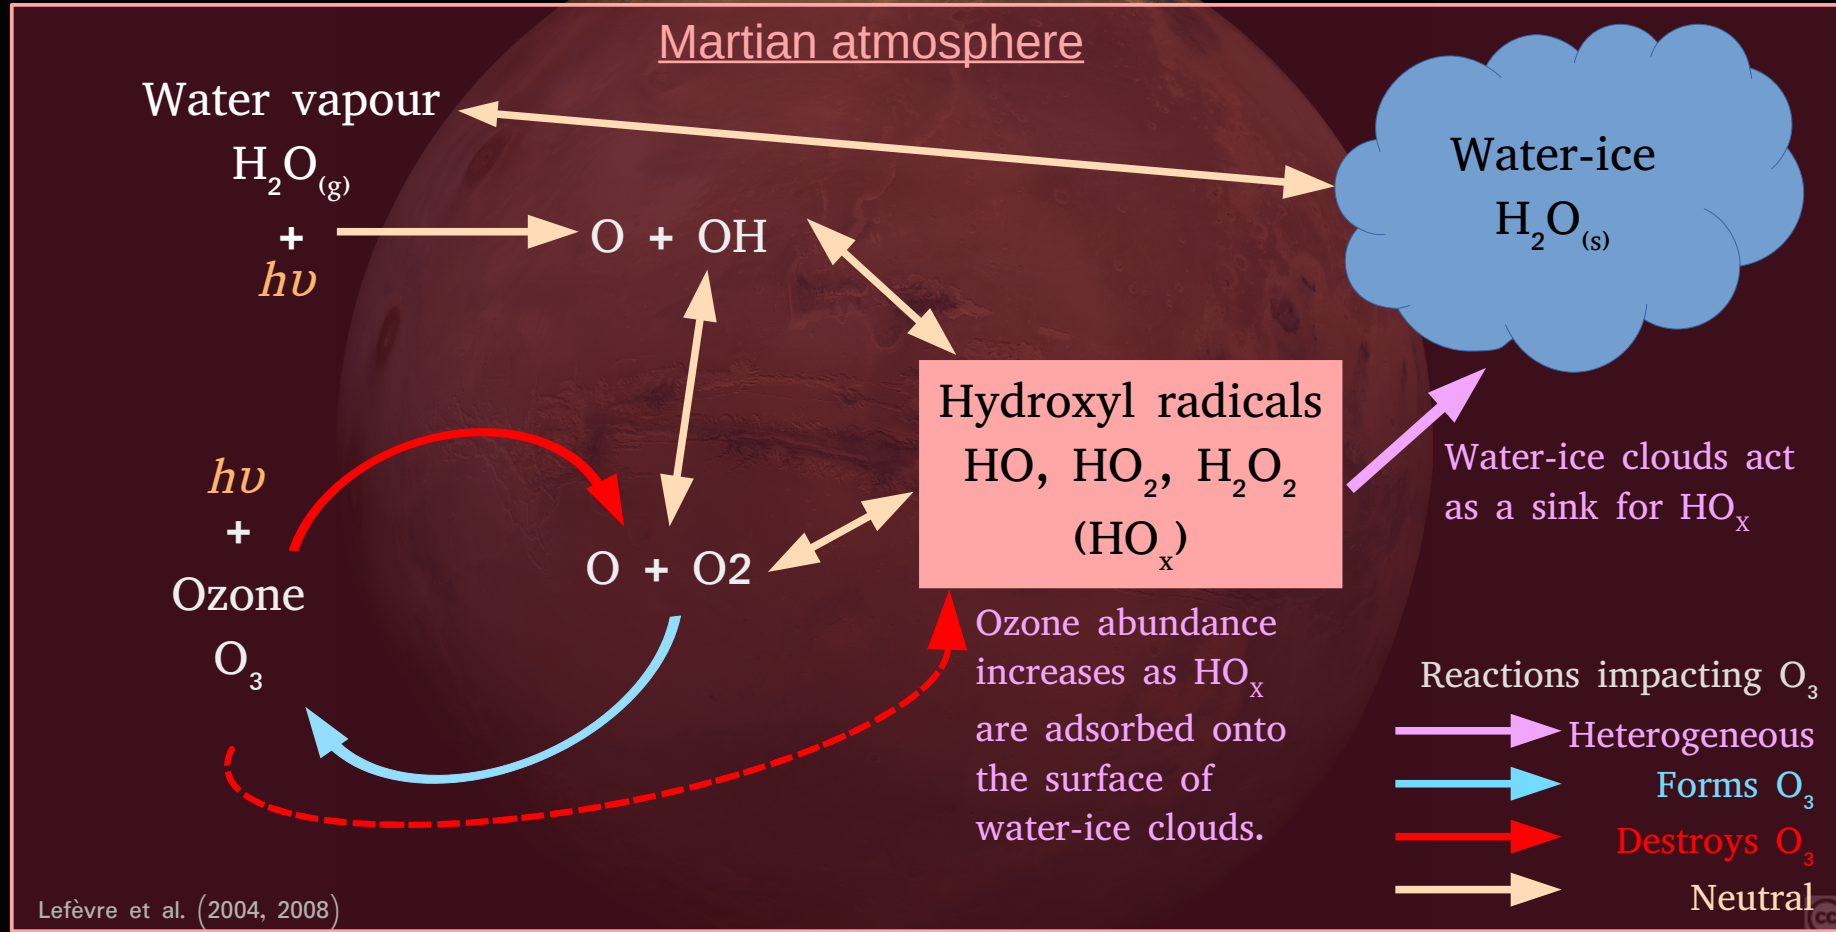 Martian atmosphere
Water vapour
H₂O₍g₎
+
hυ
O + OH
Water-ice
H₂O₍s₎
Hydroxyl radicals
HO, HO₂, H₂O₂
(HOₓ)
Water-ice clouds act
as a sink for HOₓ
hυ
+
Ozone
O₃
O + O2
Ozone abundance
increases as HOₓ
are adsorbed onto
the surface of
water-ice clouds.
Reactions impacting O₃
Heterogeneous
Forms O₃
Destroys O₃
Neutral
Lefèvre et al. (2004, 2008)
cc